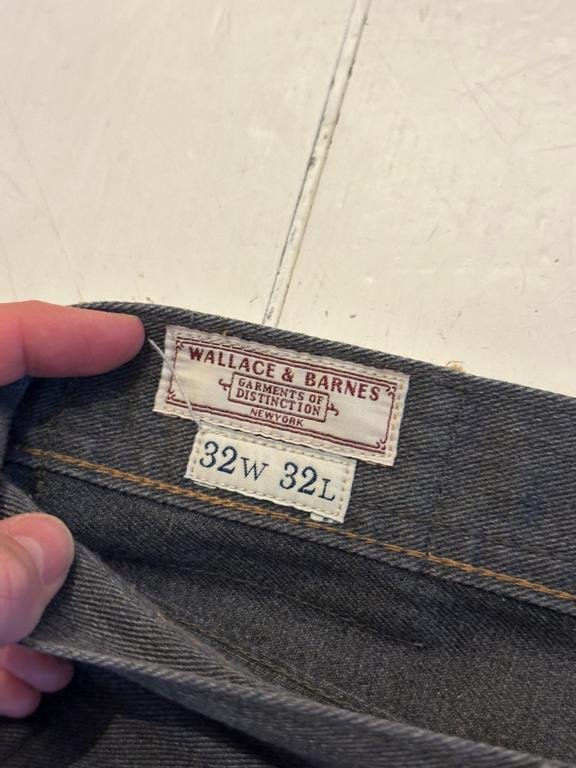 WALLACE & BARNES
GARMENTS OF
DISTINCTION
NEWYORK
32W 32L